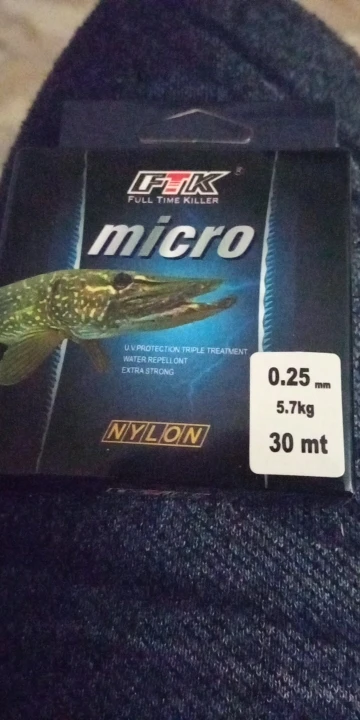 FTK®
FULL TIME KILLER
micro
U.V.PROTECTION TRIPLE TREATMENT
WATER REPELLONT
EXTRA STRONG
0.25 mm
5.7kg
30 mt
NYLON